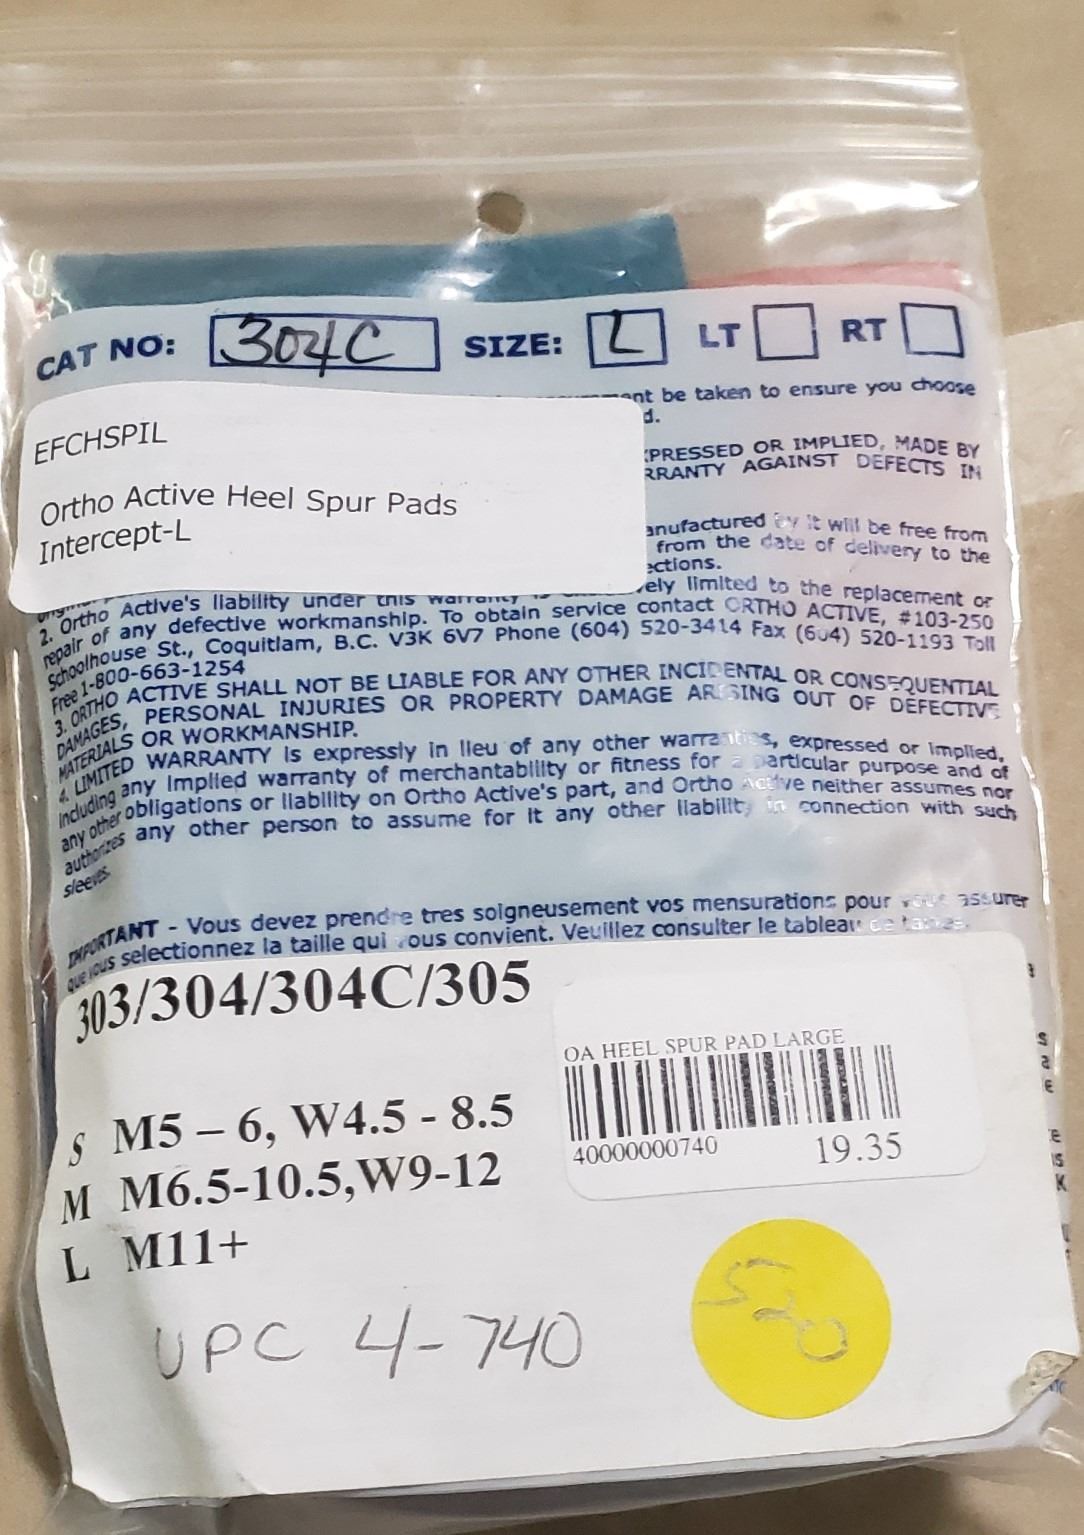 CAT NO: 304C SIZE: L LT RT
be taken to ensure you choose
d.
EFCHSPIL
Ortho Active Heel Spur Pads
Intercept-L
PRESSED OR IMPLIED, MADE BY
RRANTY AGAINST DEFECTS IN
anufactured by it will be free from
from the date of delivery to the
ections.
ely limited to the replacement or
2. Ortho Active's liability under this warranty is
repair of any defective workmanship. To obtain service contact ORTHO ACTIVE, #103-250
Schoolhouse St., Coquitlam, B.C. V3K 6V7 Phone (604) 520-3414 Fax (604) 520-1193 Toll
Free 1-800-663-1254
3. ORTHO ACTIVE SHALL NOT BE LIABLE FOR ANY OTHER INCIDENTAL OR CONSEQUENTIAL
DAMAGES, PERSONAL INJURIES OR PROPERTY DAMAGE ARISING OUT OF DEFECTIVE
MATERIALS OR WORKMANSHIP.
4. LIMITED WARRANTY is expressly in lieu of any other warranties, expressed or implied,
including any implied warranty of merchantability or fitness for a particular purpose and of
any other obligations or liability on Ortho Active's part, and Ortho Active neither assumes nor
authorizes any other person to assume for it any other liability in connection with such
sleeves.
IMPORTANT - Vous devez prendre tres soigneusement vos mensurations pour vous assurer
que vous selectionnez la taille qui vous convient. Veuillez consulter le tableau de
303/304/304C/305
S M5 – 6, W4.5 - 8.5
M M6.5-10.5,W9-12
L M11+
OA HEEL SPUR PAD LARGE
40000000740 19.35
UPC 4-740